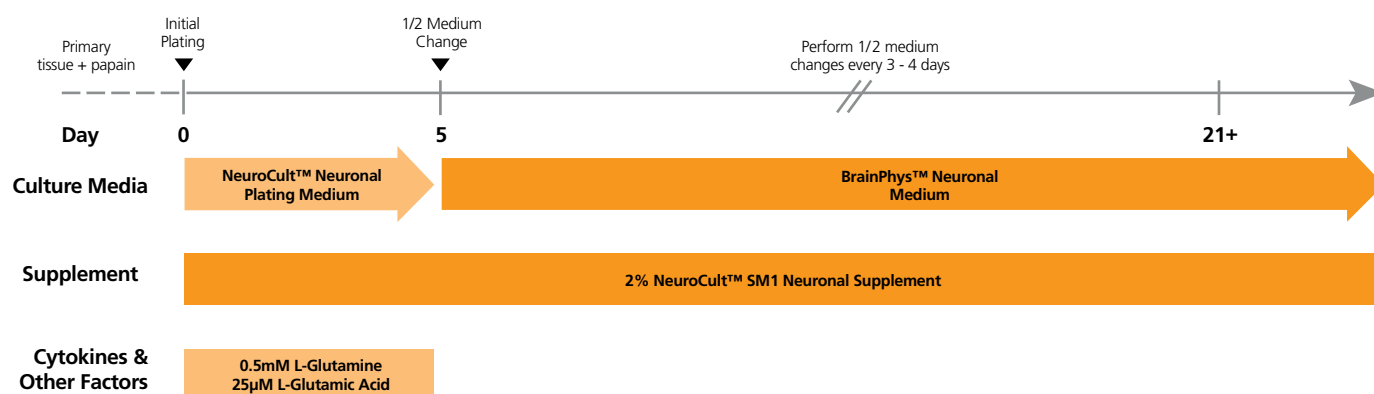 Primary
tissue + papain
Initial
Plating
1/2 Medium
Change
Perform 1/2 medium
changes every 3 - 4 days
Day
0
5
21+
Culture Media
NeuroCult™ Neuronal
Plating Medium
BrainPhys™ Neuronal
Medium
Supplement
2% NeuroCult™ SM1 Neuronal Supplement
Cytokines &
Other Factors
0.5mM L-Glutamine
25µM L-Glutamic Acid